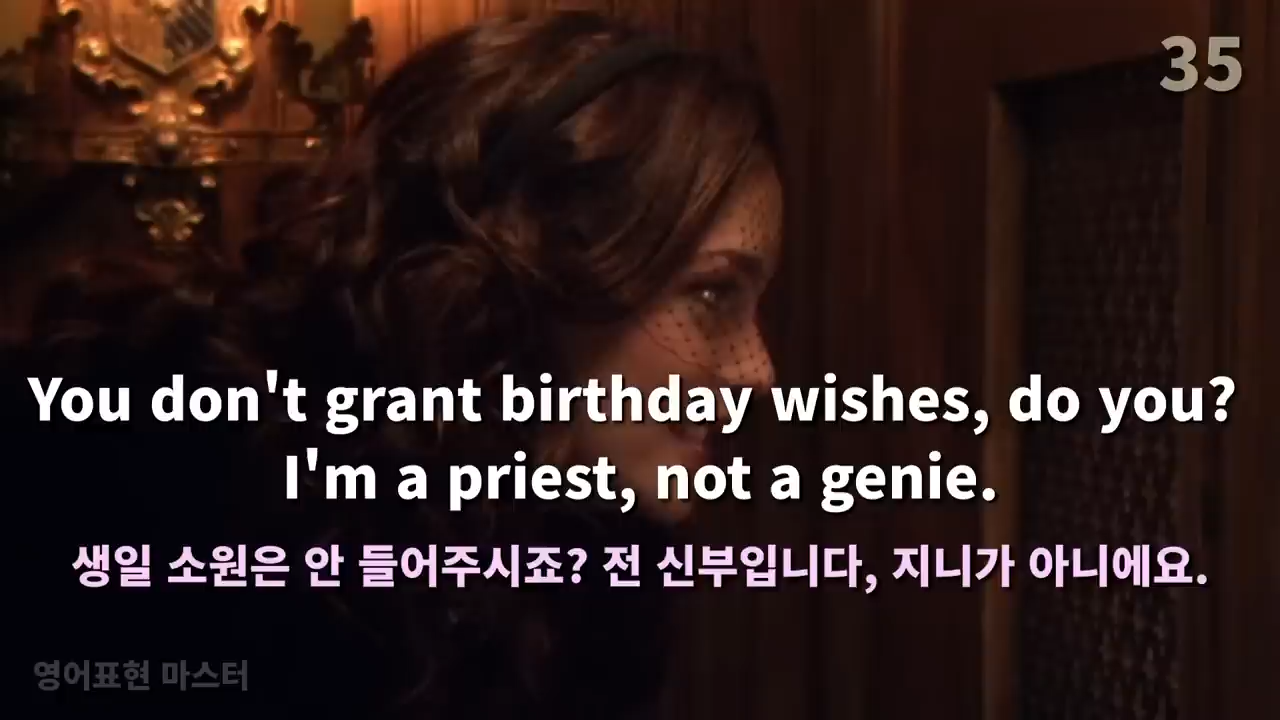 35
You don't grant birthday wishes, do you?
I'm a priest, not a genie.
생일 소원은 안 들어주시죠? 전 신부입니다, 지니가 아니에요.
영어표현 마스터